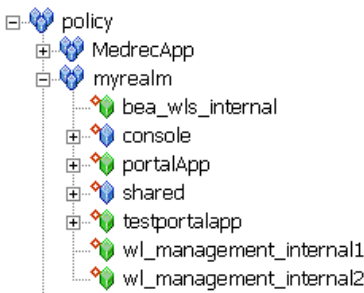 policy
MedrecApp
myrealm
bea_wls_internal
console
portalApp
shared
testportalapp
wl_management_internal1
wl_management_internal2